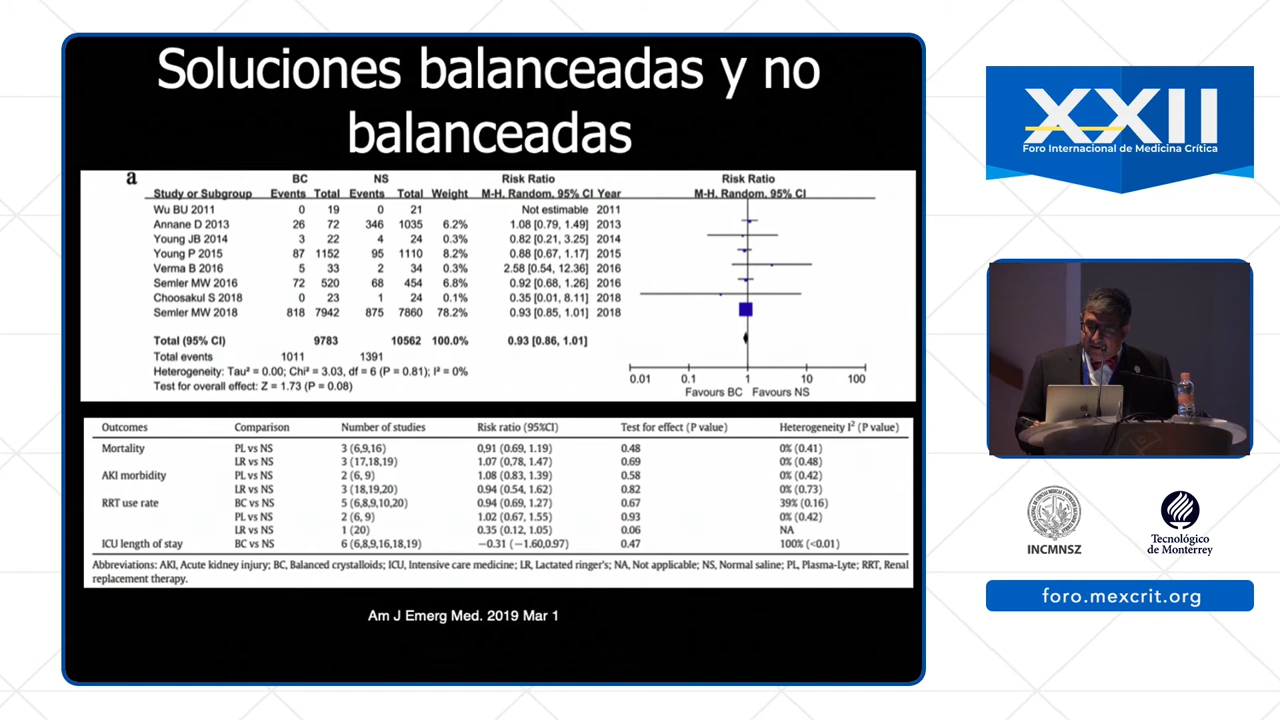 Soluciones balanceadas y no
balanceadas
a
BC NS Risk Ratio Risk Ratio
Study or Subgroup Events Total Events Total Weight M-H. Random. 95% CI Year M-H. Random. 95% CI
Wu BU 2011 0 19 0 21 Not estimable 2011
Annane D 2013 26 72 346 1035 6.2% 1.08 [0.79, 1.49] 2013
Young JB 2014 3 22 4 24 0.3% 0.82 [0.21, 3.25] 2014
Young P 2015 87 1152 95 1110 8.2% 0.88 [0.67, 1.17] 2015
Verma B 2016 5 33 2 34 0.3% 2.58 [0.54, 12.36] 2016
Semler MW 2016 72 520 68 454 6.8% 0.92 [0.68, 1.26] 2016
Choosakul S 2018 0 23 1 24 0.1% 0.35 [0.01, 8.11] 2018
Semler MW 2018 818 7942 875 7860 78.2% 0.93 [0.85, 1.01] 2018
Total (95% CI) 9783 10562 100.0% 0.93 [0.86, 1.01]
Total events 1011 1391
Heterogeneity: Tau² = 0.00; Chi² = 3.03, df = 6 (P = 0.81); I² = 0%
Test for overall effect: Z = 1.73 (P = 0.08)
0.01 0.1 1 10 100
Favours BC Favours NS
Outcomes Comparison Number of studies Risk ratio (95%CI) Test for effect (P value) Heterogeneity I² (P value)
Mortality PL vs NS 3 (6,9,16) 0,91 (0.69, 1.19) 0.48 0% (0.41)
LR vs NS 3 (17,18,19) 1.07 (0.78, 1.47) 0.69 0% (0.48)
AKI morbidity PL vs NS 2 (6, 9) 1.08 (0.83, 1.39) 0.58 0% (0.42)
LR vs NS 3 (18,19,20) 0.94 (0.54, 1.62) 0.82 0% (0.73)
RRT use rate BC vs NS 5 (6,8,9,10,20) 0.94 (0.69, 1.27) 0.67 39% (0.16)
PL vs NS 2 (6, 9) 1.02 (0.67, 1.55) 0.93 0% (0.42)
LR vs NS 1 (20) 0.35 (0.12, 1.05) 0.06 NA
ICU length of stay BC vs NS 6 (6,8,9,16,18,19) −0.31 (−1.60,0.97) 0.47 100% (<0.01)
Abbreviations: AKI, Acute kidney injury; BC, Balanced crystalloids; ICU, Intensive care medicine; LR, Lactated ringer's; NA, Not applicable; NS, Normal saline; PL, Plasma-Lyte; RRT, Renal
replacement therapy.
Am J Emerg Med. 2019 Mar 1
XXII
Foro Internacional de Medicina Crítica
INCMNSZ
Tecnológico
de Monterrey
foro.mexcrit.org